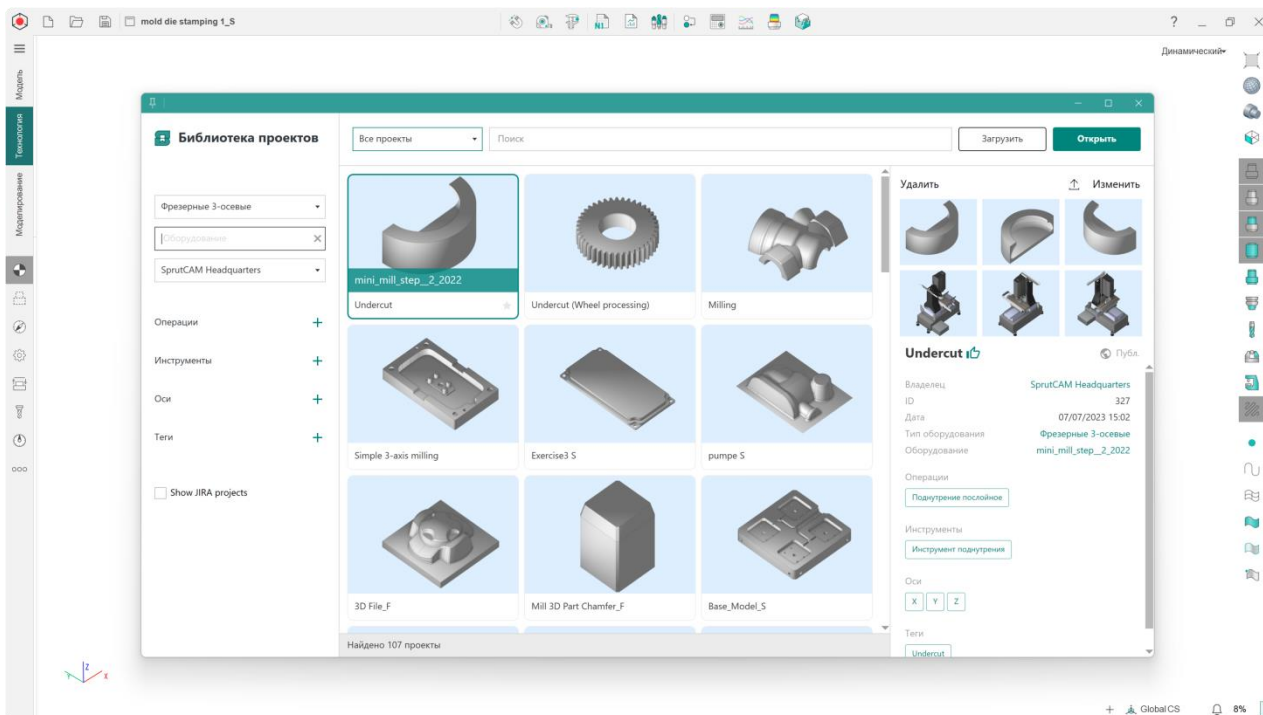 mold die stamping 1_S
?
Динамический
Модель
Технология
Моделирование
Библиотека проектов
Все проекты
Поиск
Загрузить
Открыть
Фрезерные 3-осевые
Оборудование
SprutCAM Headquarters
Операции +
Инструменты +
Оси +
Теги +
Show JIRA projects
mini_mill_step__2_2022
Undercut
Undercut (Wheel processing)
Milling
Simple 3-axis milling
Exercise3 S
pumpe S
3D File_F
Mill 3D Part Chamfer_F
Base_Model_S
Найдено 107 проекты
Удалить
Изменить
Undercut
Публ.
Владелец SprutCAM Headquarters
ID 327
Дата 07/07/2023 15:02
Тип оборудования Фрезерные 3-осевые
Оборудование mini_mill_step__2_2022
Операции
Поднутрение послойное
Инструменты
Инструмент поднутрения
Оси
X Y Z
Теги
Undercut
Z
Y X
+ Global CS 8%